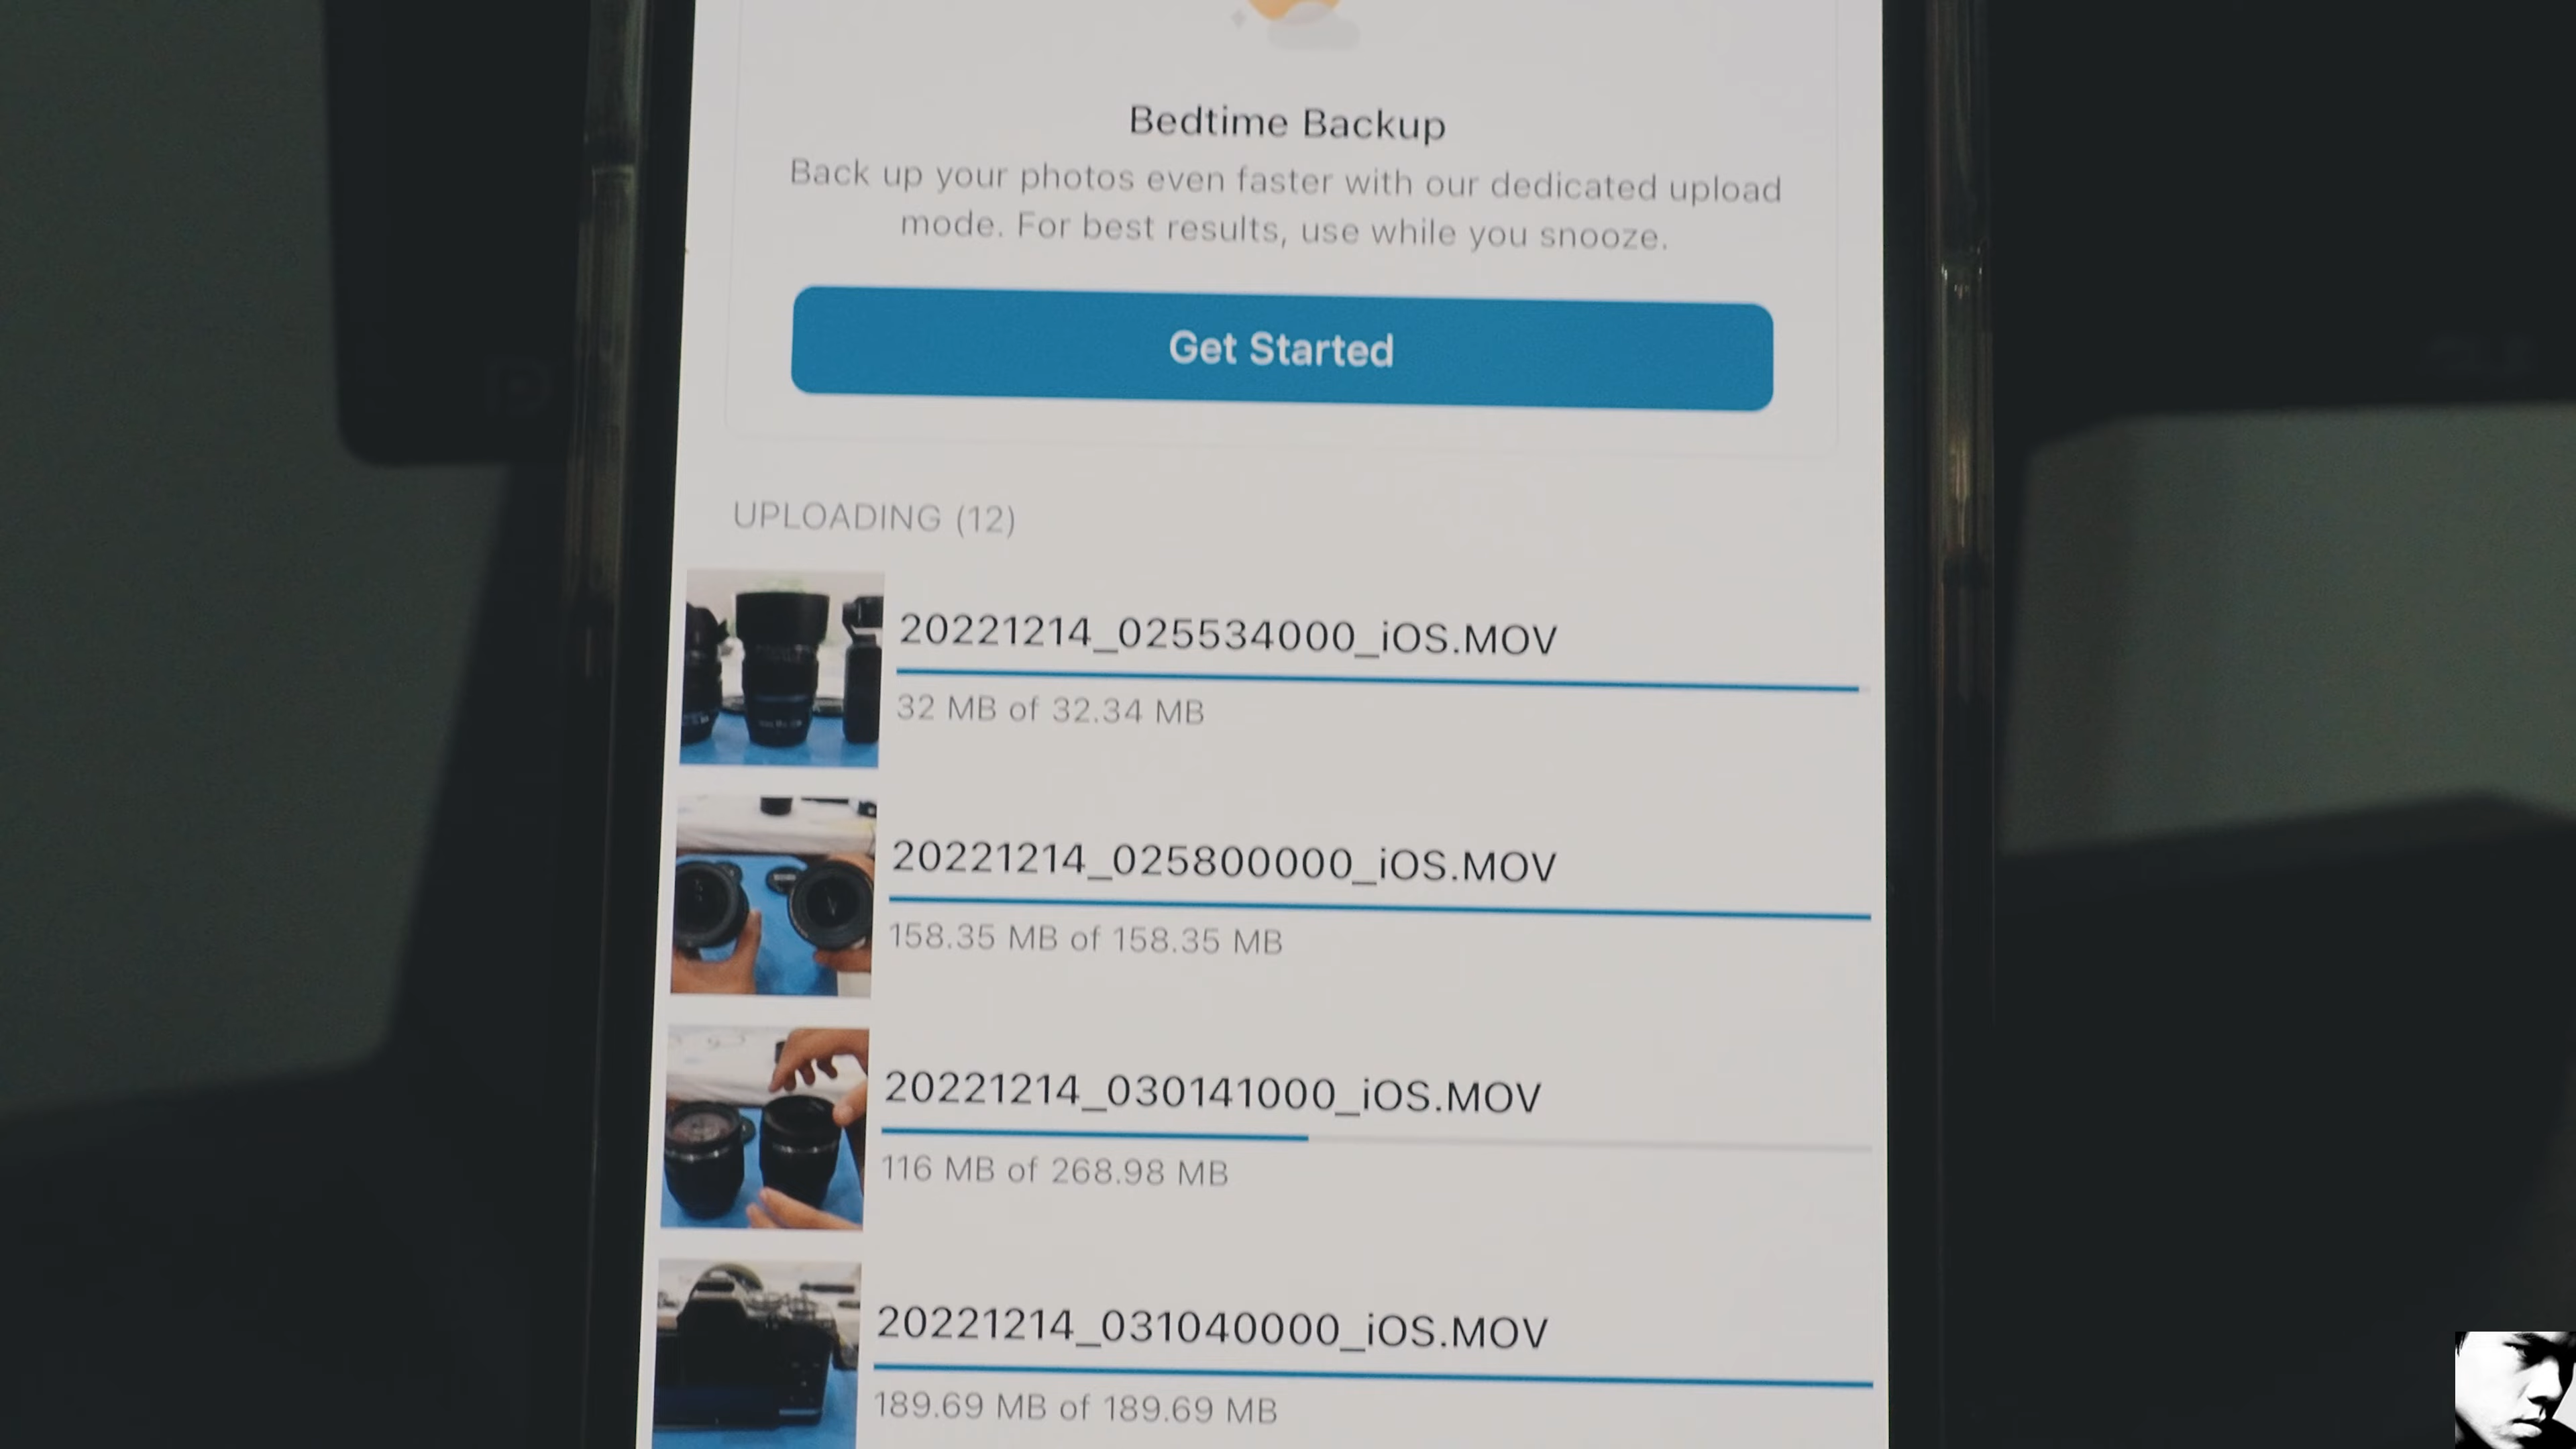 Bedtime Backup
Back up your photos even faster with our dedicated upload
mode. For best results, use while you snooze.
Get Started
UPLOADING (12)
20221214_025534000_iOS.MOV
32 MB of 32.34 MB
20221214_025800000_iOS.MOV
158.35 MB of 158.35 MB
20221214_030141000_iOS.MOV
116 MB of 268.98 MB
20221214_031040000_iOS.MOV
189.69 MB of 189.69 MB